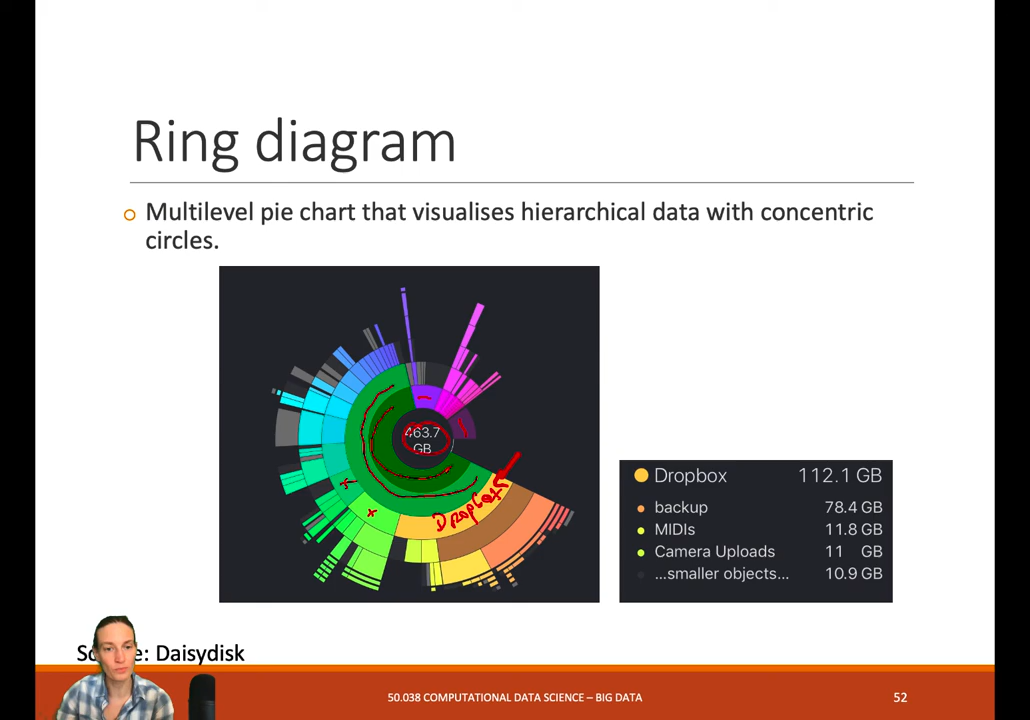 Ring diagram
Multilevel pie chart that visualises hierarchical data with concentric
circles.
463.7
GB
Dropbox
Dropbox 112.1 GB
backup 78.4 GB
MIDIs 11.8 GB
Camera Uploads 11 GB
...smaller objects... 10.9 GB
So e: Daisydisk
50.038 COMPUTATIONAL DATA SCIENCE – BIG DATA
52